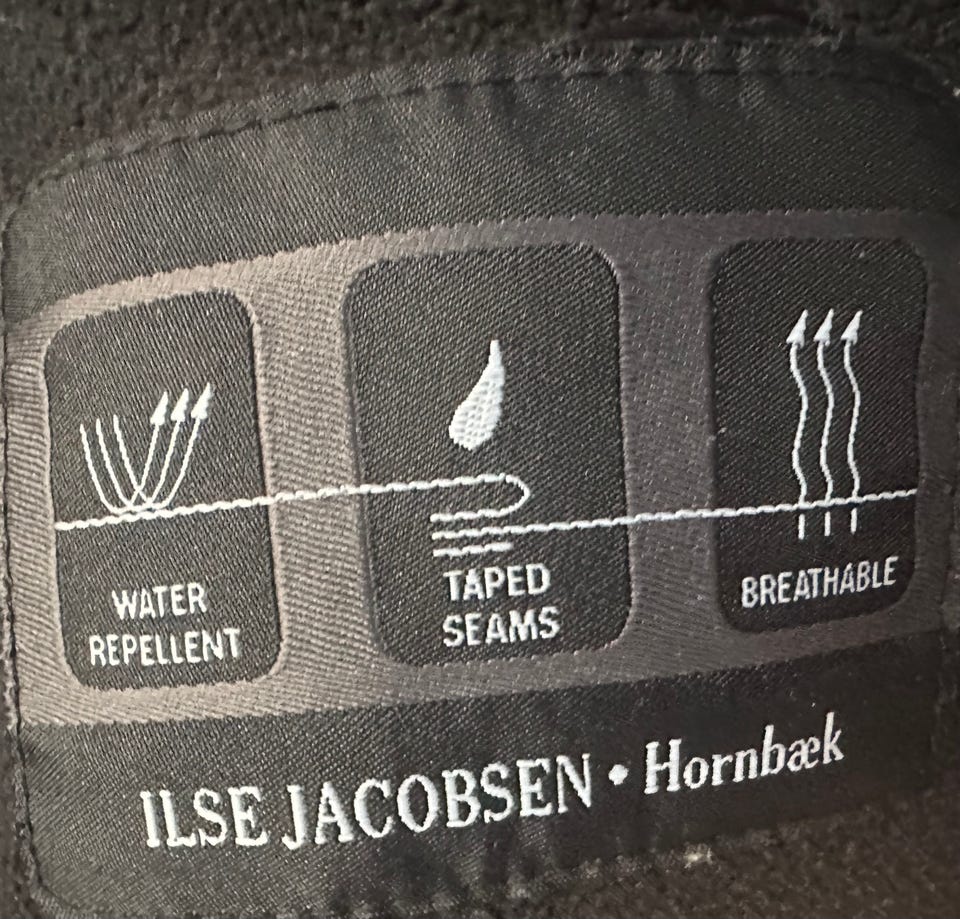 WATER
REPELLENT
TAPED
SEAMS
BREATHABLE
ILSE JACOBSEN • Hornbæk